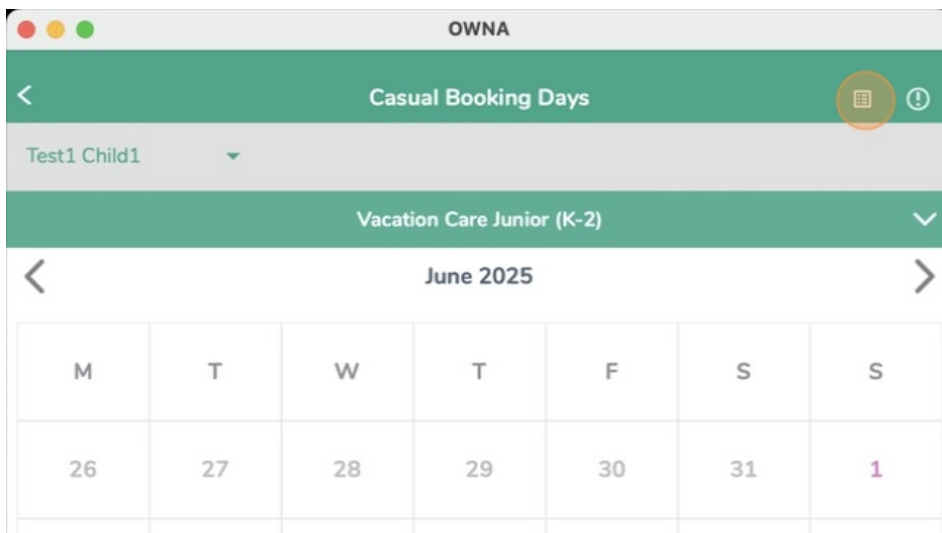 OWNA
Casual Booking Days
Test1 Child1
Vacation Care Junior (K-2)
June 2025
M T W T F S S
26 27 28 29 30 31 1